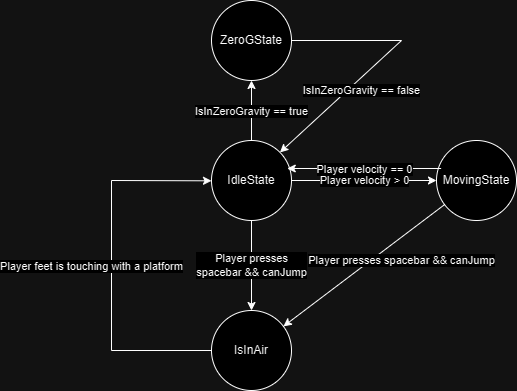 ZeroGState
IsInZeroGravity == false
IsInZeroGravity == true
Player velocity == 0
IdleState
Player velocity > 0
MovingState
Player presses
spacebar && canJump
Player presses spacebar && canJump
Player feet is touching with a platform
IsInAir